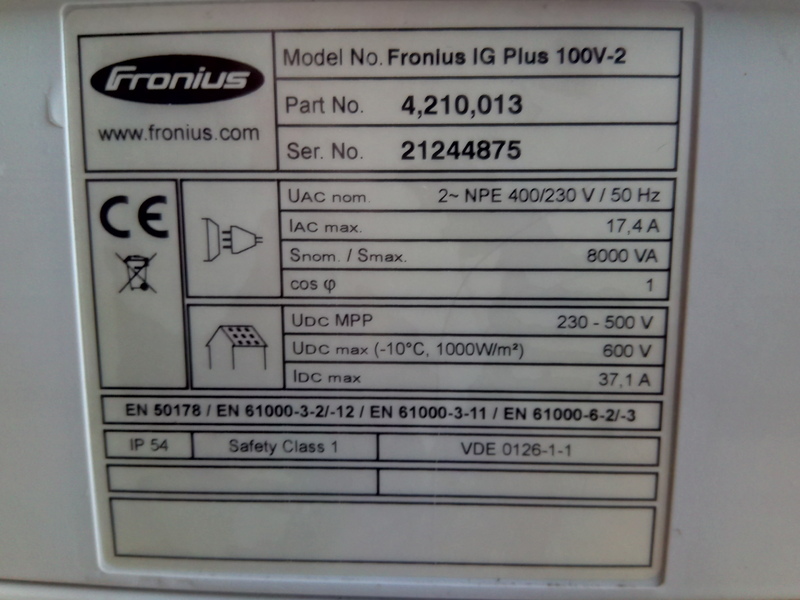 Fronius
www.fronius.com
Model No. Fronius IG Plus 100V-2
Part No. 4,210,013
Ser. No. 21244875
CE
UAC nom. 2~ NPE 400/230 V / 50 Hz
IAC max. 17,4 A
Snom. / Smax. 8000 VA
cos φ 1
UDC MPP 230 - 500 V
UDC max (-10°C, 1000W/m²) 600 V
IDC max 37,1 A
EN 50178 / EN 61000-3-2/-12 / EN 61000-3-11 / EN 61000-6-2/-3
IP 54 Safety Class 1 VDE 0126-1-1